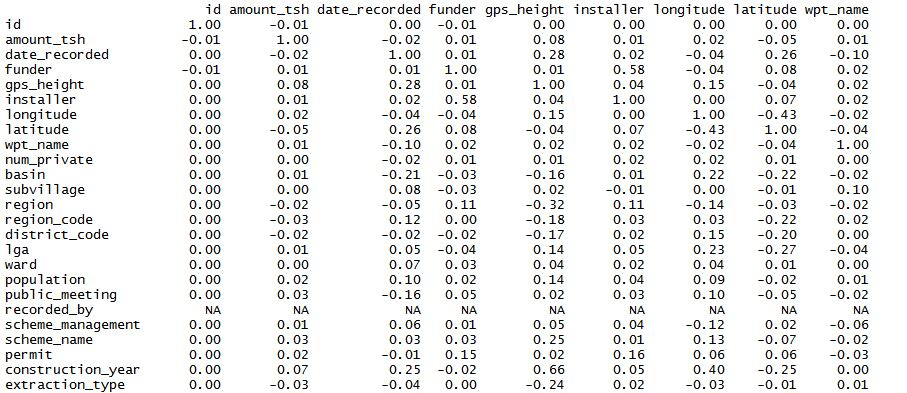 id amount_tsh date_recorded funder gps_height installer longitude latitude wpt_name
id 1.00 -0.01 0.00 -0.01 0.00 0.00 0.00 0.00 0.00
amount_tsh -0.01 1.00 -0.02 0.01 0.08 0.01 0.02 -0.05 0.01
date_recorded 0.00 -0.02 1.00 0.01 0.28 0.02 -0.04 0.26 -0.10
funder -0.01 0.01 0.01 1.00 0.01 0.58 -0.04 0.08 0.02
gps_height 0.00 0.08 0.28 0.01 1.00 0.04 0.15 -0.04 0.02
installer 0.00 0.01 0.02 0.58 0.04 1.00 0.00 0.07 0.02
longitude 0.00 0.02 -0.04 -0.04 0.15 0.00 1.00 -0.43 -0.02
latitude 0.00 -0.05 0.26 0.08 -0.04 0.07 -0.43 1.00 -0.04
wpt_name 0.00 0.01 -0.10 0.02 0.02 0.02 -0.02 -0.04 1.00
num_private 0.00 0.00 -0.02 0.01 0.01 0.02 0.02 0.01 0.00
basin 0.00 0.01 -0.21 -0.03 -0.16 0.01 0.22 -0.22 -0.02
subvillage 0.00 0.00 0.08 -0.03 0.02 -0.01 0.00 -0.01 0.10
region 0.00 -0.02 -0.05 0.11 -0.32 0.11 -0.14 -0.03 -0.02
region_code 0.00 -0.03 0.12 0.00 -0.18 0.03 0.03 -0.22 0.02
district_code 0.00 -0.02 -0.02 -0.02 -0.17 0.02 0.15 -0.20 0.00
lga 0.00 0.01 0.05 -0.04 0.14 0.05 0.23 -0.27 -0.04
ward 0.00 0.00 0.07 0.03 0.04 0.02 0.04 0.01 0.00
population 0.00 0.02 0.10 0.02 0.14 0.04 0.09 -0.02 0.01
public_meeting 0.00 0.03 -0.16 0.05 0.02 0.03 0.10 -0.05 -0.02
recorded_by NA NA NA NA NA NA NA NA NA
scheme_management 0.00 0.01 0.06 0.01 0.05 0.04 -0.12 0.02 -0.06
scheme_name 0.00 0.03 0.03 0.03 0.25 0.01 0.13 -0.07 -0.02
permit 0.00 0.02 -0.01 0.15 0.02 0.16 0.06 0.06 -0.03
construction_year 0.00 0.07 0.25 -0.02 0.66 0.05 0.40 -0.25 0.00
extraction_type 0.00 -0.03 -0.04 0.00 -0.24 0.02 -0.03 -0.01 0.01